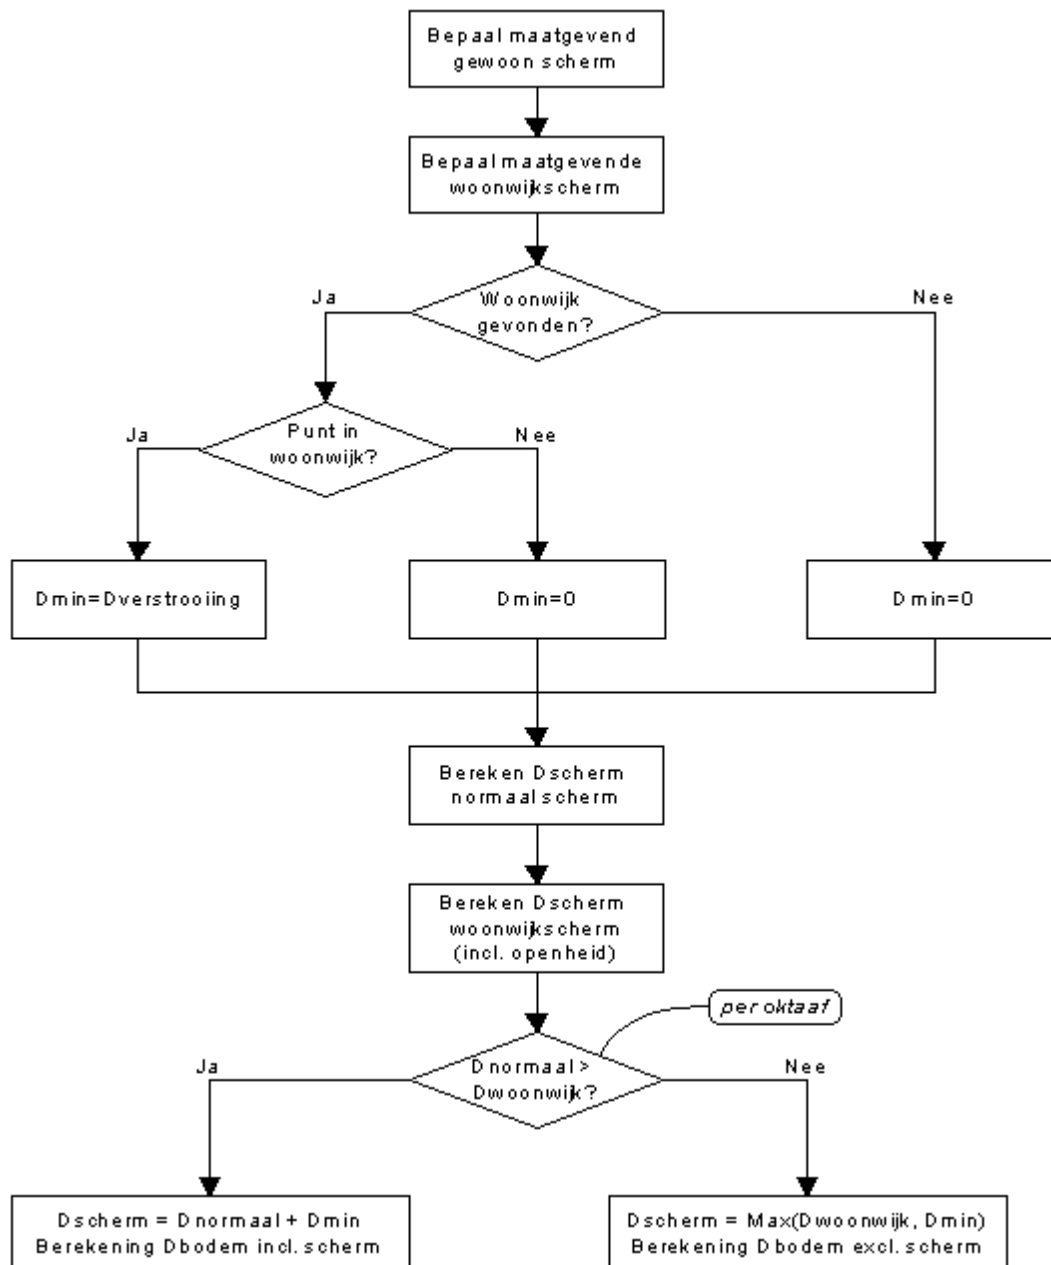 Bepaal maatgevend
gewoon scherm
Bepaal maatgevende
woonwijkscherm
Ja
Woonwijk
gevonden?
Nee
Ja
Punt in
woonwijk?
Nee
Dmin=Dverstrooiing
Dmin=0
Dmin=0
Bereken Dscherm
normaal scherm
Bereken Dscherm
woonwijkscherm
(incl. openheid)
per oktaaf
Ja
Dnormaal >
Dwoonwijk?
Nee
Dscherm = Dnormaal + Dmin
Berekening Dbodem incl. scherm
Dscherm = Max(Dwoonwijk, Dmin)
Berekening Dbodem excl. scherm